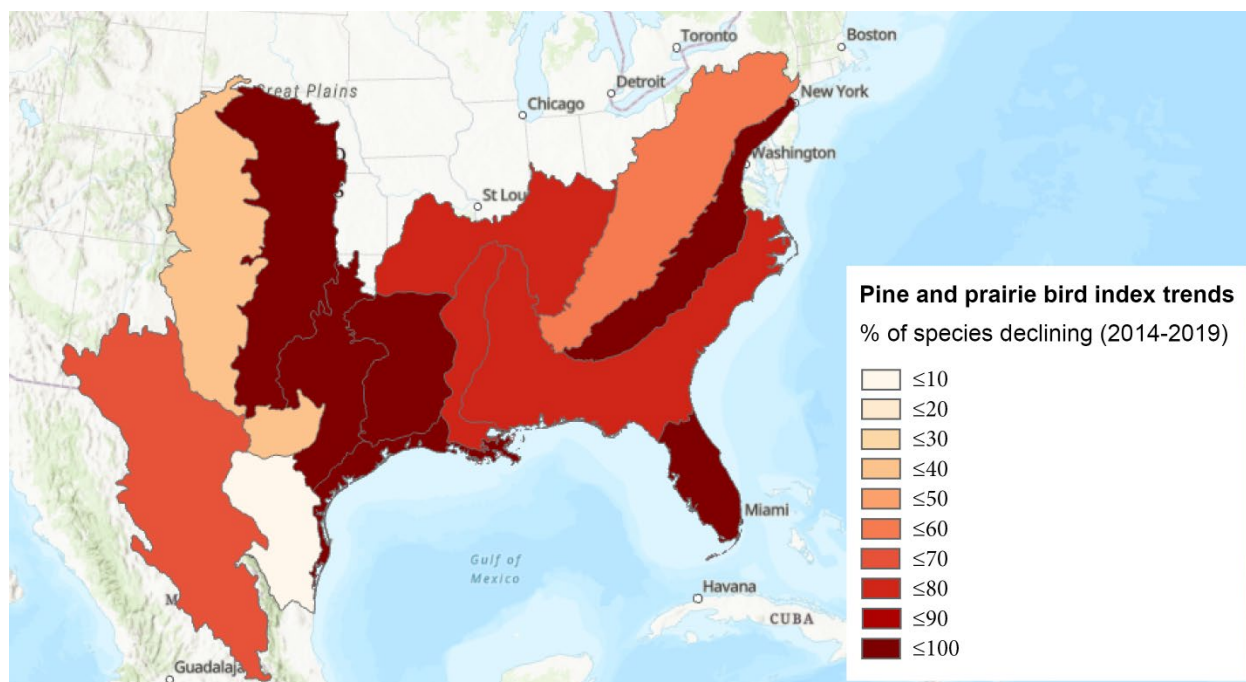 Toronto
Boston
Great Plains
Detroit
New York
Chicago
Washington
St Lou
Miami
Gulf of
Mexico
Havana
CUBA
M
Guadalaja
Pine and prairie bird index trends
% of species declining (2014-2019)
≤10
≤20
≤30
≤40
≤50
≤60
≤70
≤80
≤90
≤100